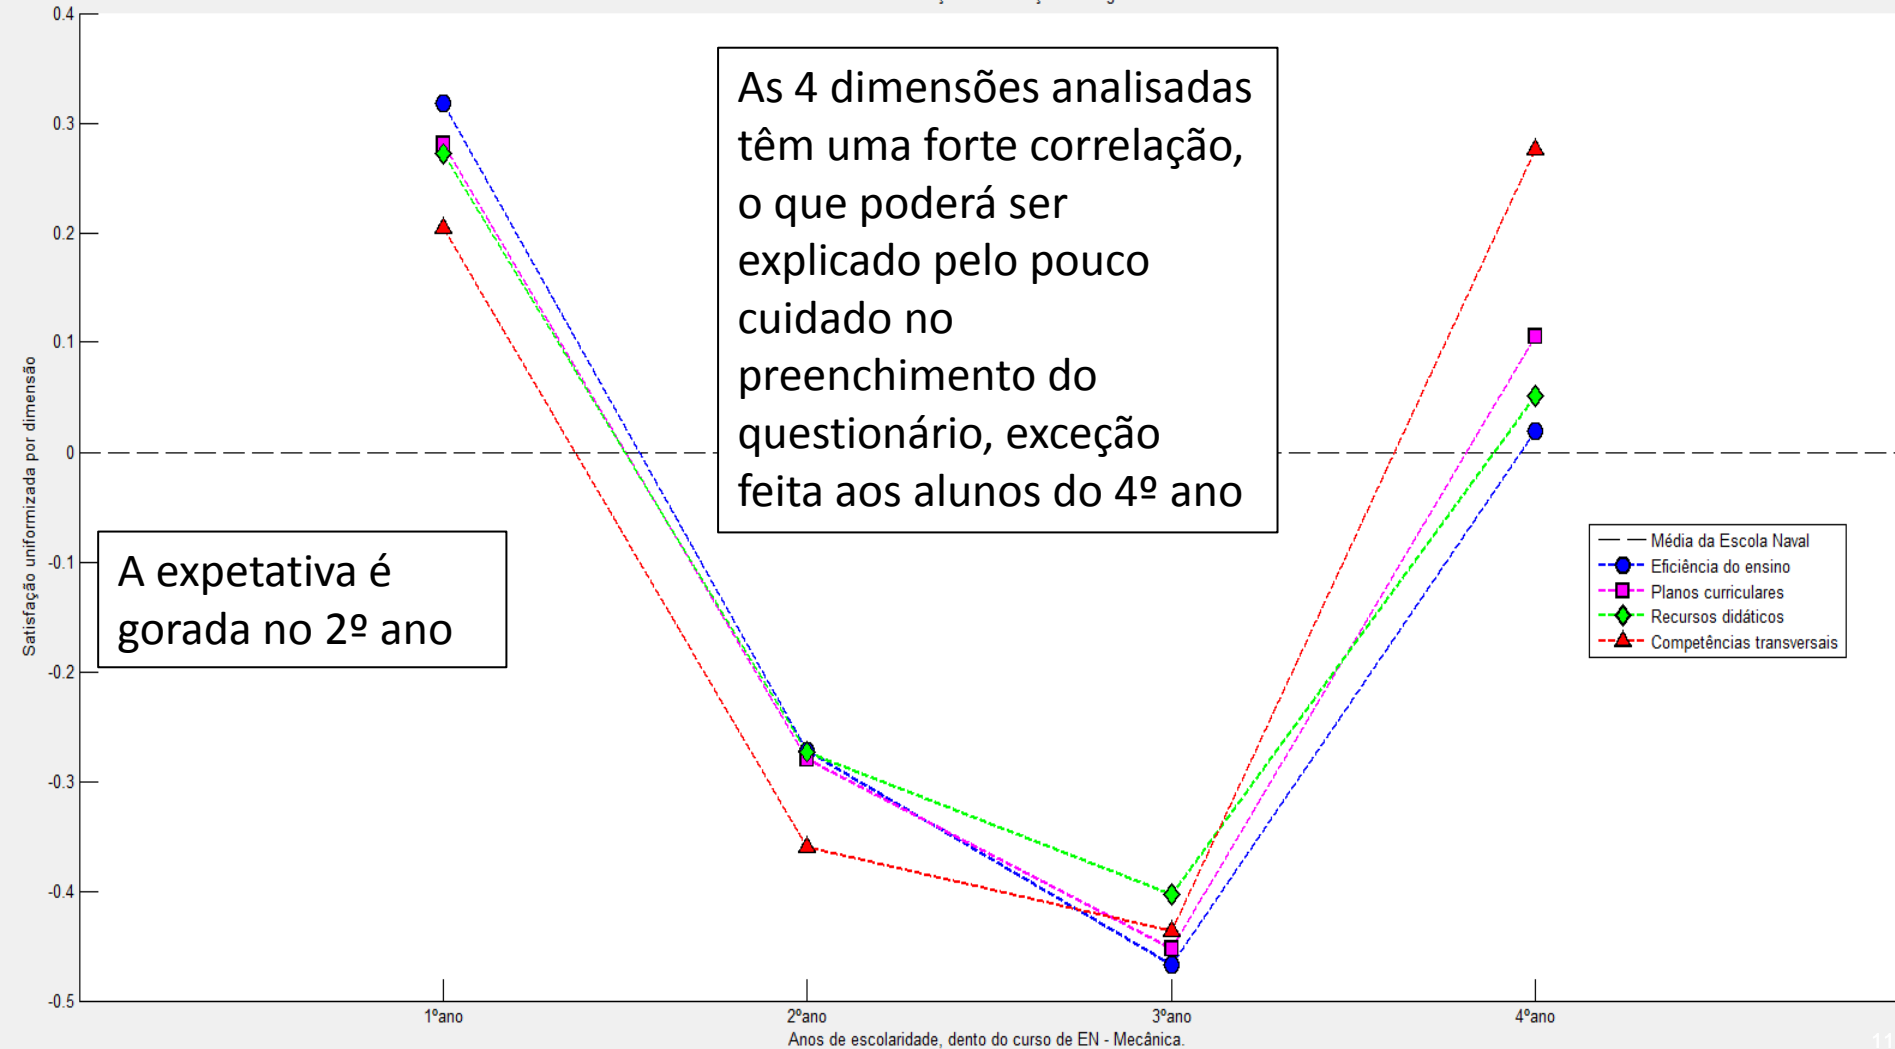 0.4
0.3
0.2
0.1
0
-0.1
-0.2
-0.3
-0.4
-0.5
Satisfação uniformizada por dimensão
As 4 dimensões analisadas
têm uma forte correlação,
o que poderá ser
explicado pelo pouco
cuidado no
preenchimento do
questionário, exceção
feita aos alunos do 4º ano
A expetativa é
gorada no 2º ano
Média da Escola Naval
Eficiência do ensino
Planos curriculares
Recursos didáticos
Competências transversais
1ºano
2ºano
3ºano
4ºano
Anos de escolaridade, dento do curso de EN - Mecânica.
11